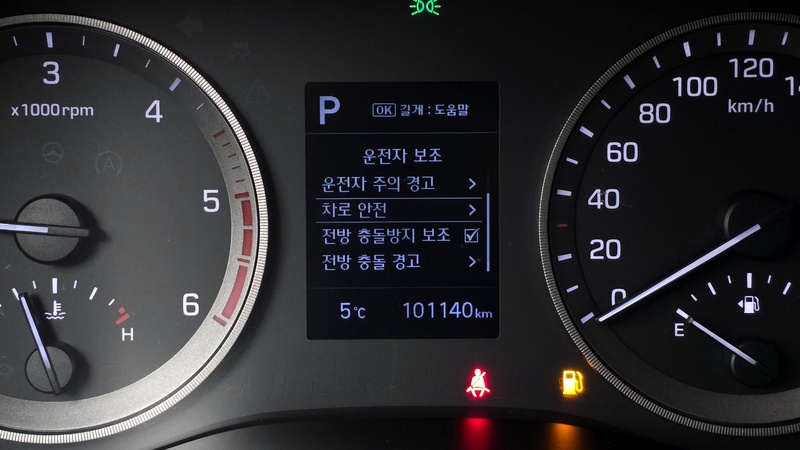 3
4
5
6
x1000rpm
H
P
OK 길게 : 도움말
운전자 보조
운전자 주의 경고
차로 안전
전방 충돌방지 보조
전방 충돌 경고
5℃ 101140km
0
20
40
60
80
100
120
km/h
E